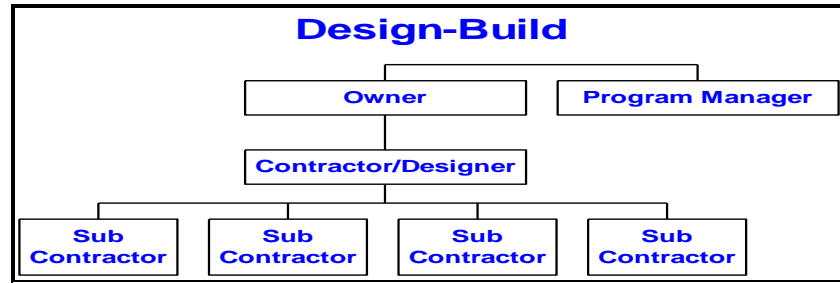 Design-Build
Owner
Program Manager
Contractor/Designer
Sub
Contractor
Sub
Contractor
Sub
Contractor
Sub
Contractor